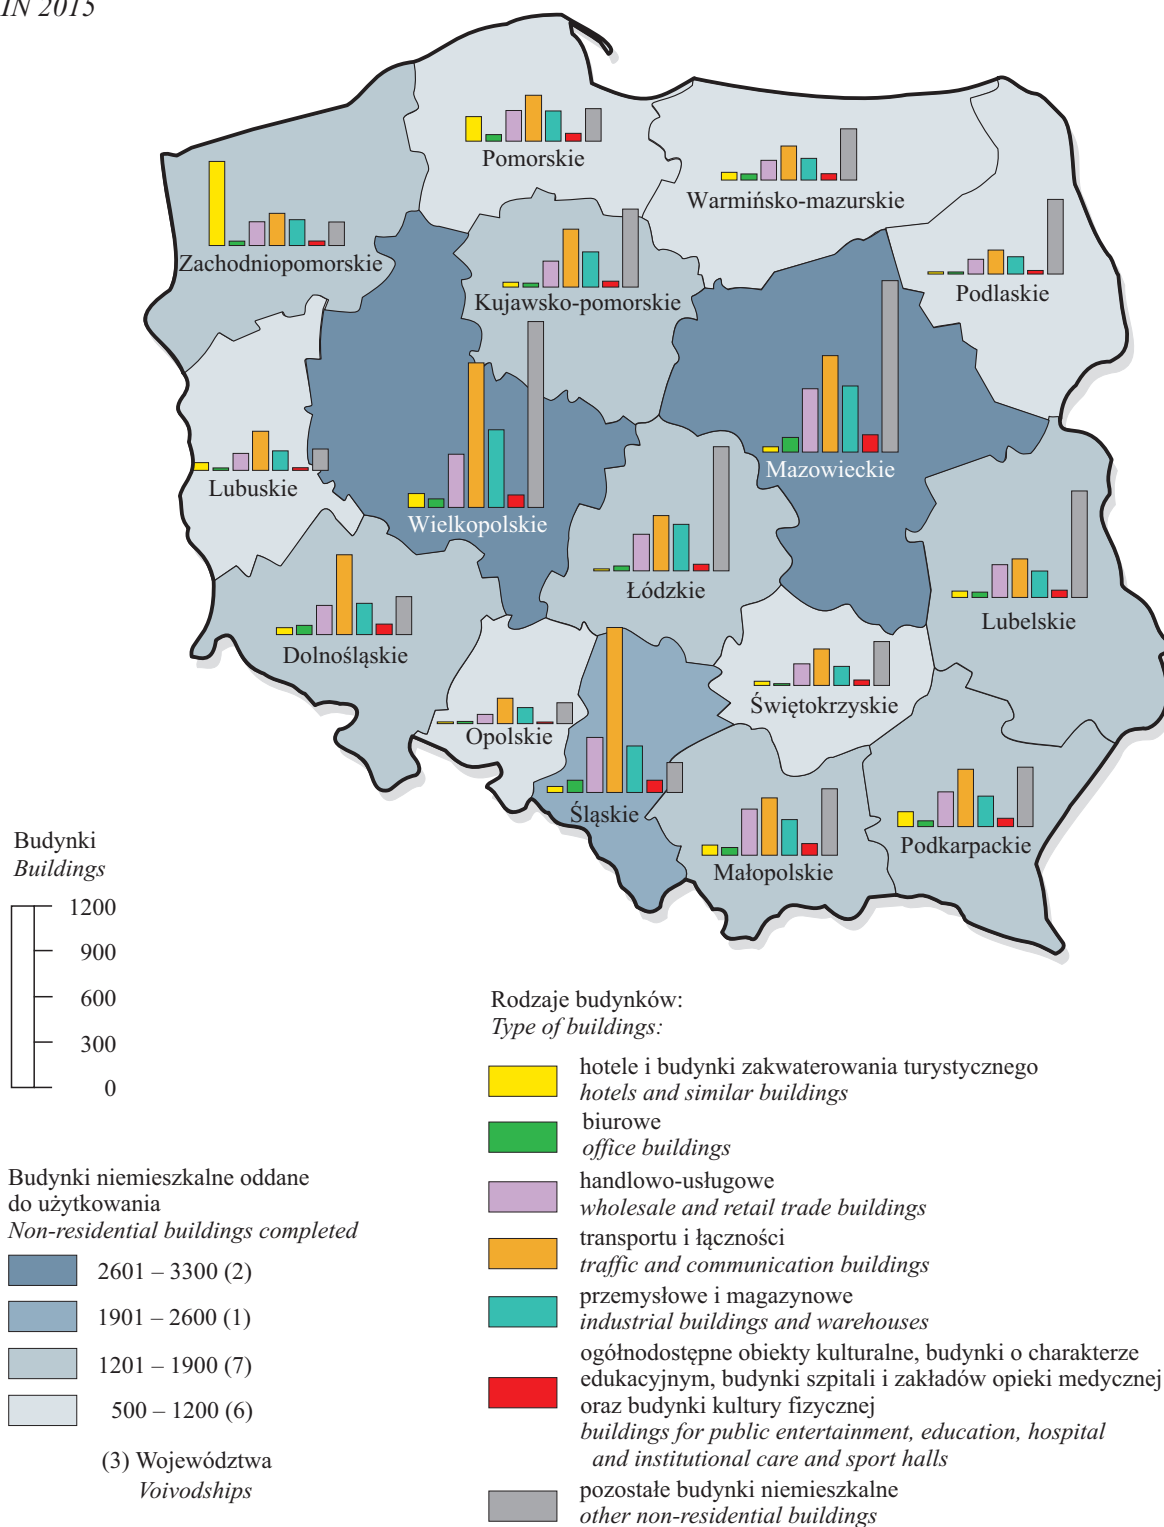 IN 2015
Pomorskie
Warmińsko-mazurskie
Zachodniopomorskie
Kujawsko-pomorskie
Podlaskie
Mazowieckie
Lubuskie
Wielkopolskie
Łódzkie
Lubelskie
Dolnośląskie
Świętokrzyskie
Opolskie
Śląskie
Podkarpackie
Małopolskie
Budynki
Buildings
1200
900
600
300
0
Budynki niemieszkalne oddane
do użytkowania
Non-residential buildings completed
2601 – 3300 (2)
1901 – 2600 (1)
1201 – 1900 (7)
500 – 1200 (6)
(3) Województwa
Voivodships
Rodzaje budynków:
Type of buildings:
hotele i budynki zakwaterowania turystycznego
hotels and similar buildings
biurowe
office buildings
handlowo-usługowe
wholesale and retail trade buildings
transportu i łączności
traffic and communication buildings
przemysłowe i magazynowe
industrial buildings and warehouses
ogólnodostępne obiekty kulturalne, budynki o charakterze
edukacyjnym, budynki szpitali i zakładów opieki medycznej
oraz budynki kultury fizycznej
buildings for public entertainment, education, hospital
and institutional care and sport halls
pozostałe budynki niemieszkalne
other non-residential buildings